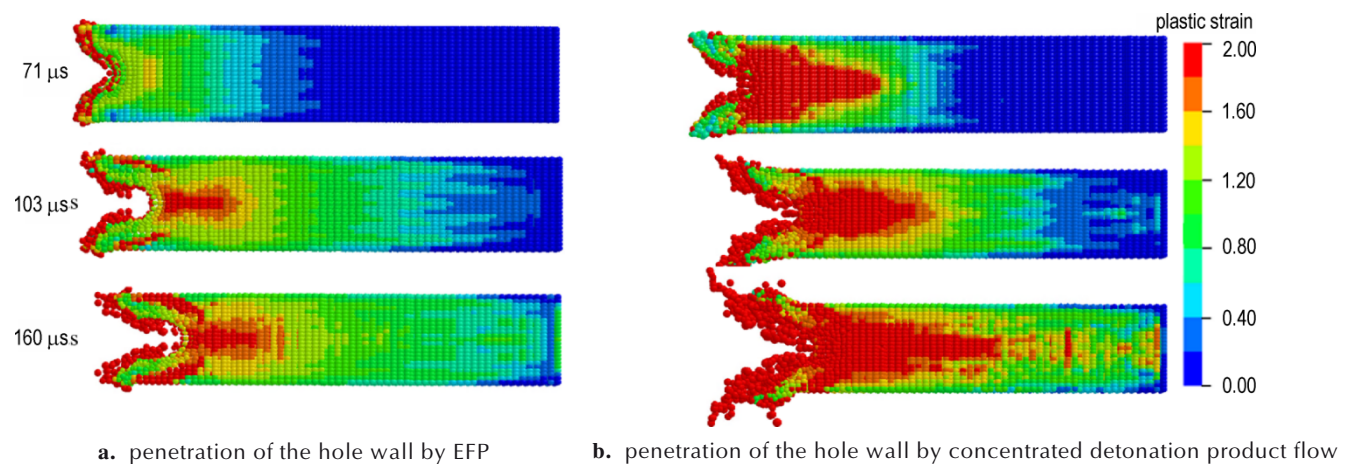 plastic strain
71 μs
2.00
1.60
103 μss
1.20
0.80
160 μss
0.40
0.00
a. penetration of the hole wall by EFP
b. penetration of the hole wall by concentrated detonation product flow